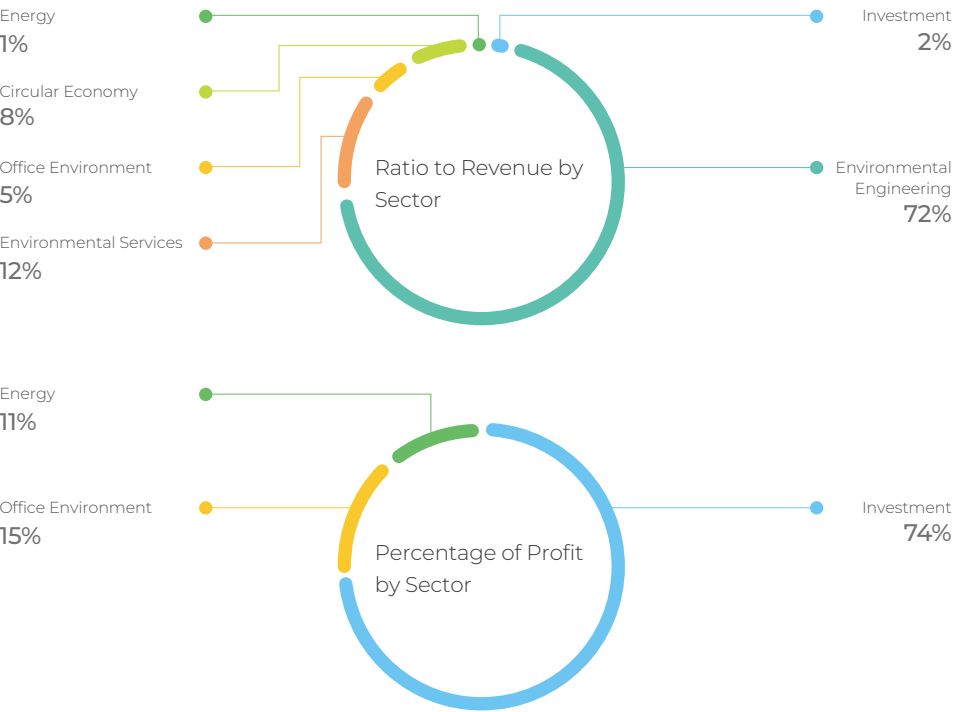 Energy
1%
Circular Economy
8%
Office Environment
5%
Environmental Services
12%
Ratio to Revenue by
Sector
Investment
2%
Environmental
Engineering
72%
Energy
11%
Office Environment
15%
Percentage of Profit
by Sector
Investment
74%